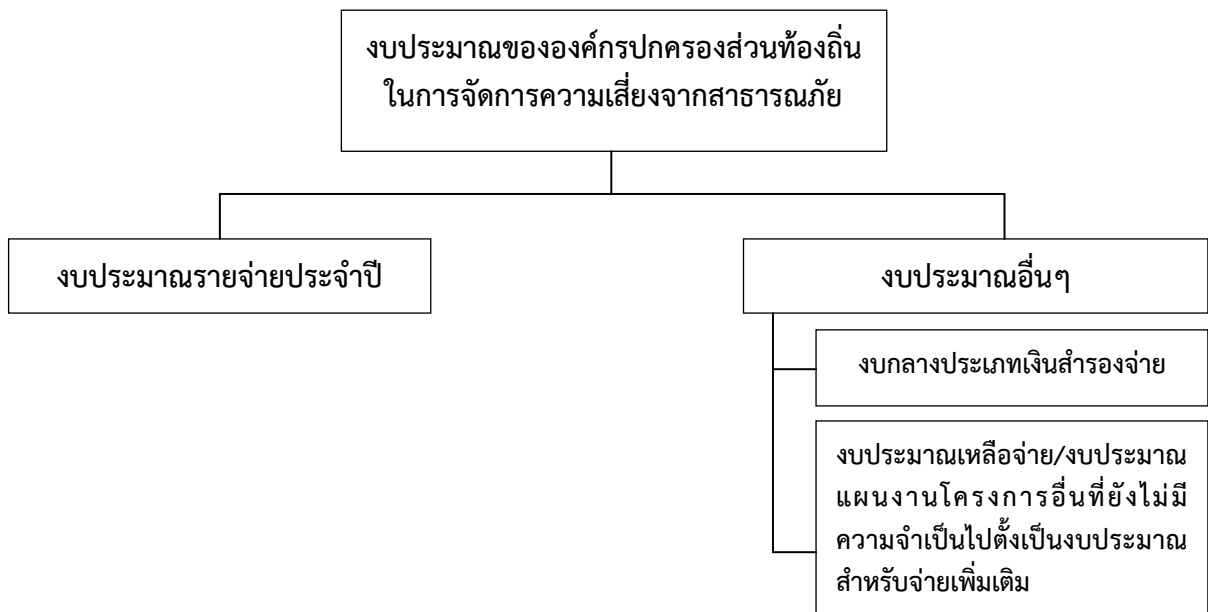 งบประมาณขององค์กรปกครองส่วนท้องถิ่น
ในการจัดการความเสี่ยงจากสาธารณภัย
งบประมาณรายจ่ายประจำปี
งบประมาณอื่นๆ
งบกลางประเภทเงินสำรองจ่าย
งบประมาณเหลือจ่าย/งบประมาณ
แผนงานโครงการอื่นที่ยังไม่มี
ความจำเป็นไปตั้งเป็นงบประมาณ
สำหรับจ่ายเพิ่มเติม